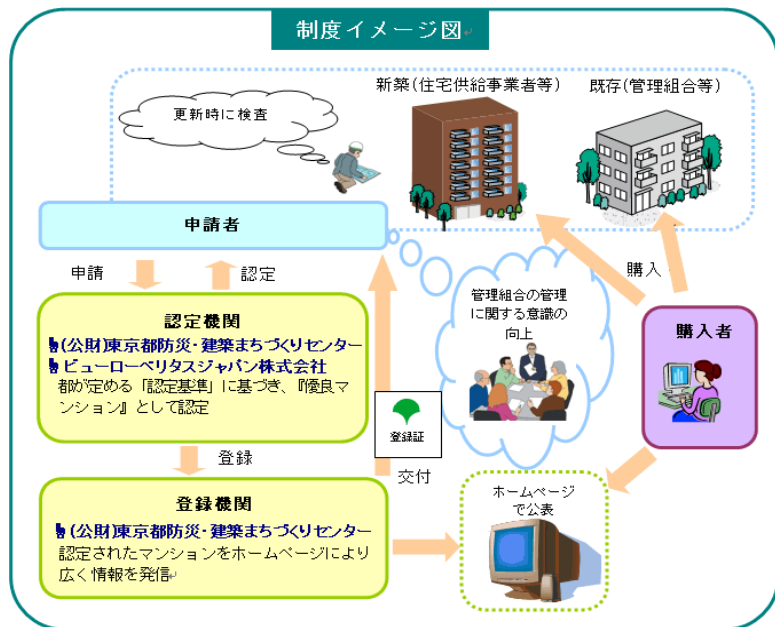 制度イメージ図
新築(住宅供給事業者等)
既存(管理組合等)
更新時に検査
申請者
申請
認定
購入
管理組合の管理
に関する意識の
向上
認定機関
(公財)東京都防災・建築まちづくりセンター
ビューローベリタスジャパン株式会社
都が定める「認定基準」に基づき、『優良マ
ンション』として認定
購入者
登録証
登録
交付
登録機関
(公財)東京都防災・建築まちづくりセンター
認定されたマンションをホームページにより
広く情報を発信
ホームページ
で公表